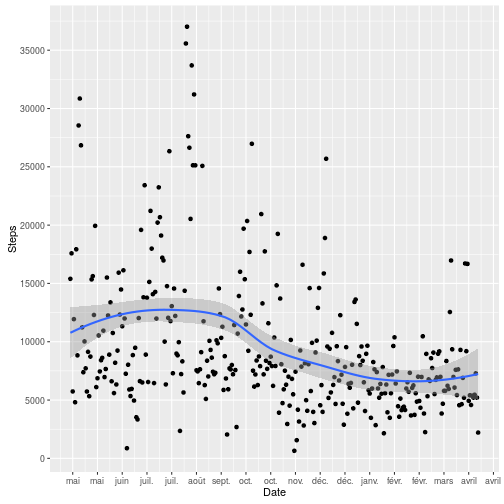 35000
30000
25000
20000
15000
10000
5000
0
Steps
mai mai juin juil. juil. août sept. oct. oct. nov. déc. déc. janv. févr. févr. mars avril avril
Date